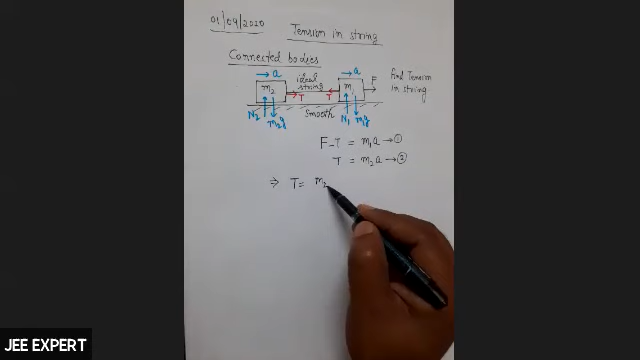 01/04/2020
Tension in string
Connected bodies
a ideal string a
m₂ T T m₁ F find Tension in string
N₂ m₂g smooth N₁ m₁g
F - T = m₁a → ①
T = m₂a → ②
⇒ T = m₂
JEE EXPERT